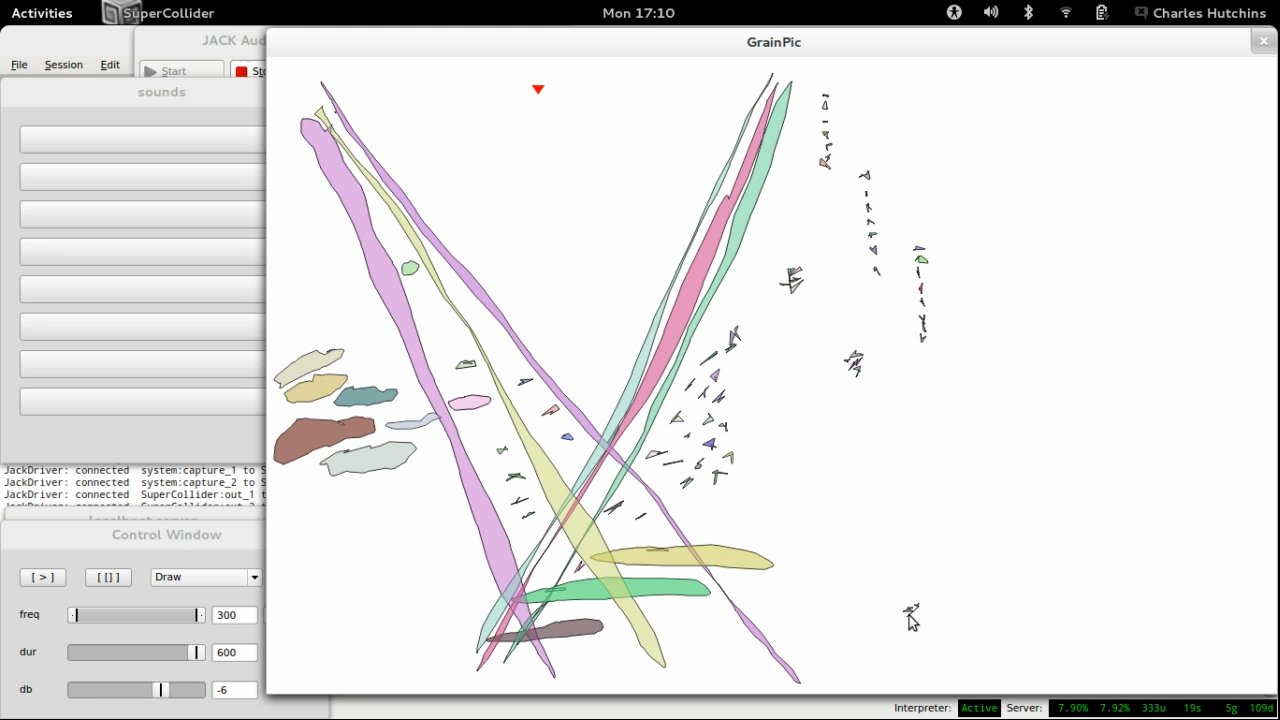 Activities SuperCollider Mon 17:10 Charles Hutchins
JACK Aud
GrainPic
File Session Edit
Start
sounds
JackDriver: connected system:capture_1 to S
JackDriver: connected system:capture_2 to S
JackDriver: connected SuperCollider:out_1 t
Control Window
[ > ] [ [] ] Draw
freq 300
dur 600
db -6
Interpreter: Active Server: 7.90% 7.92% 333u 19s 5g 109d